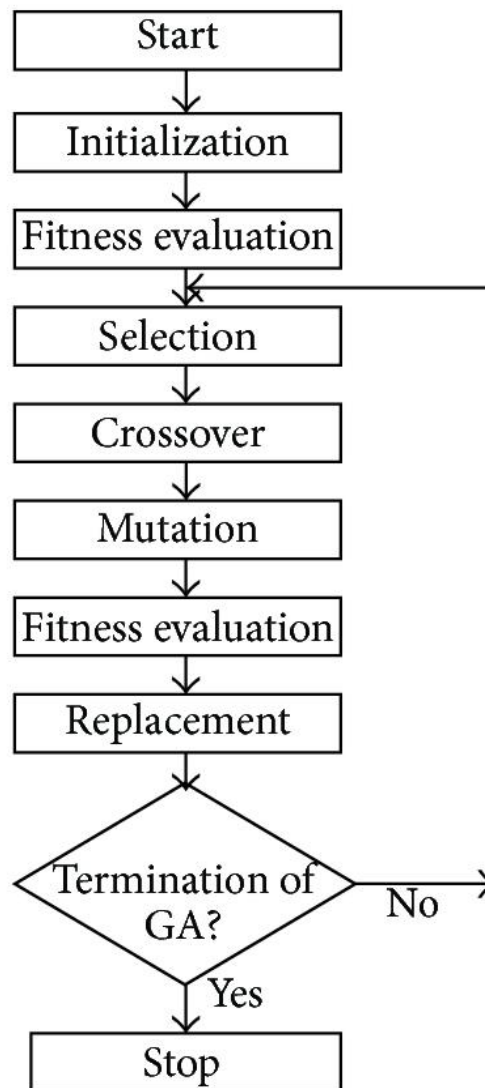 Start
Initialization
Fitness evaluation
Selection
Crossover
Mutation
Fitness evaluation
Replacement
Termination of
GA?
No
Yes
Stop